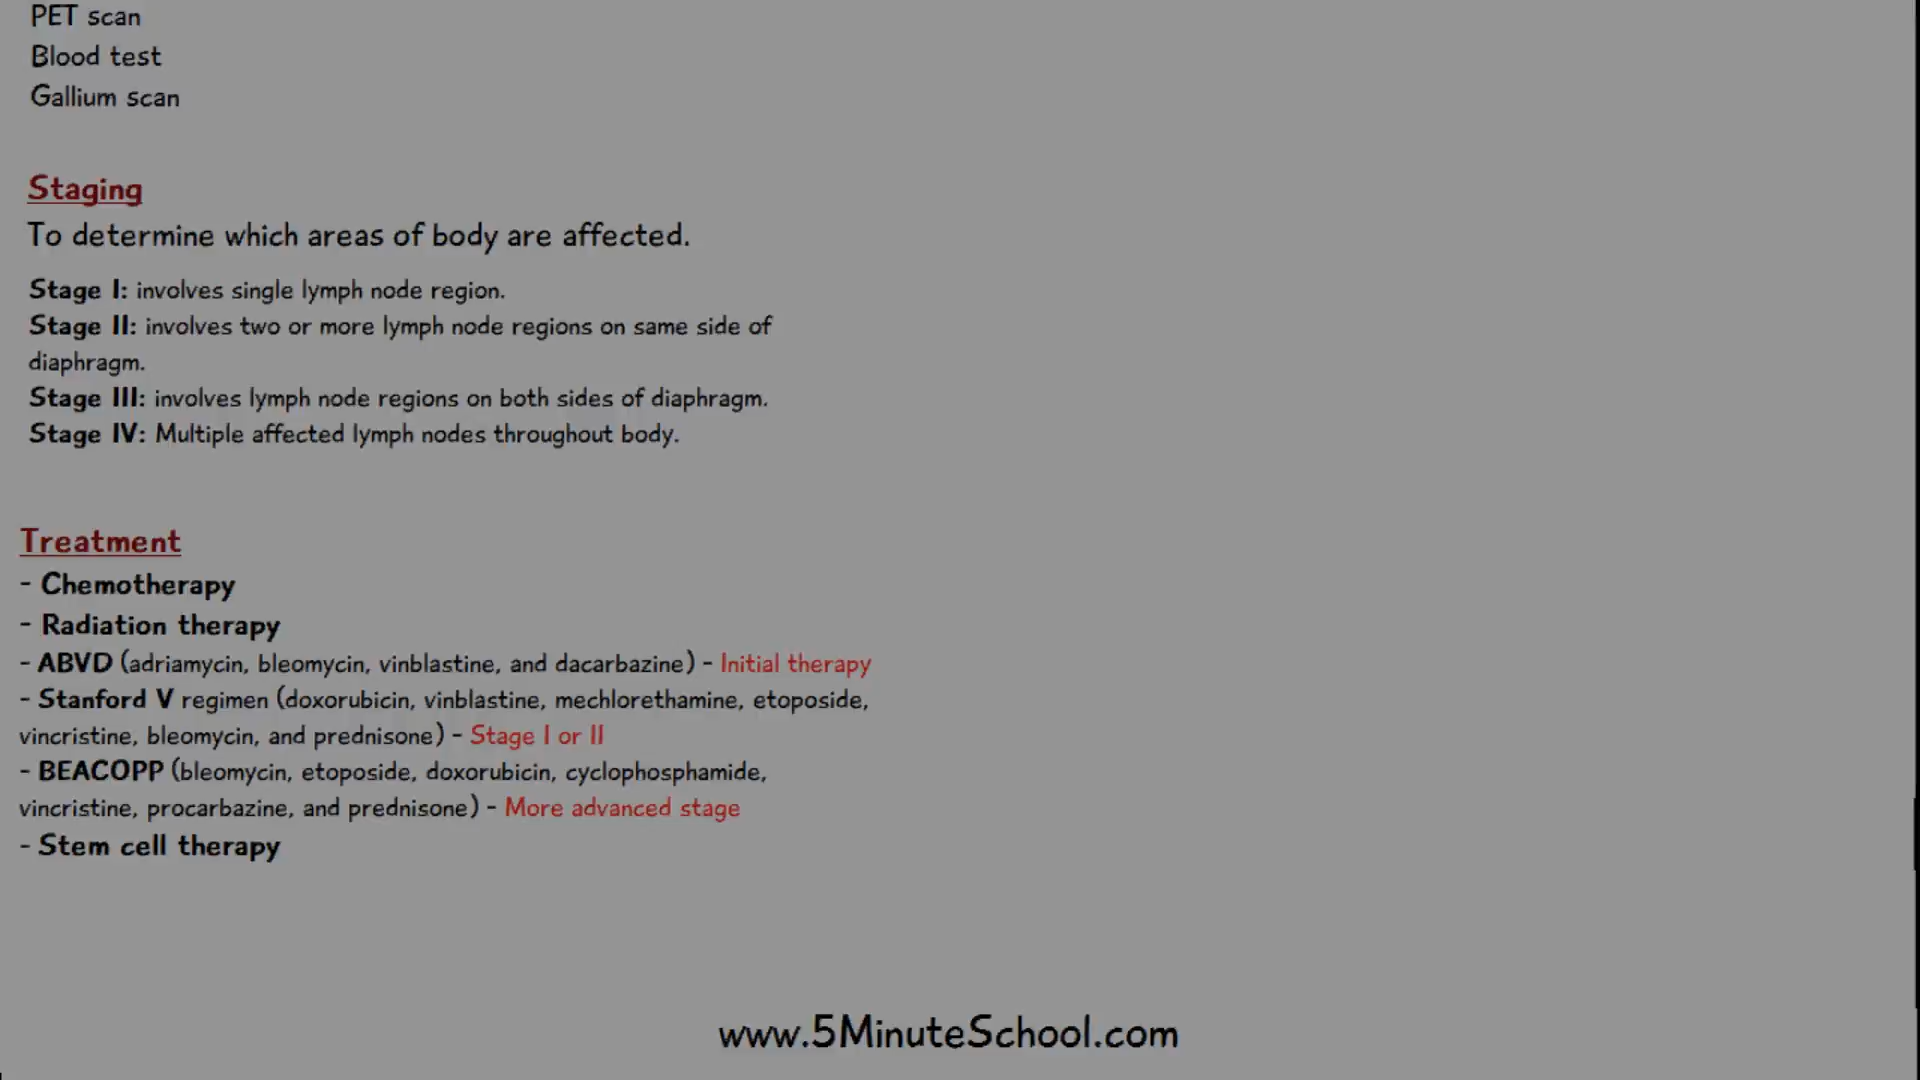 PET scan
Blood test
Gallium scan
Staging
To determine which areas of body are affected.
Stage I: involves single lymph node region.
Stage II: involves two or more lymph node regions on same side of
diaphragm.
Stage III: involves lymph node regions on both sides of diaphragm.
Stage IV: Multiple affected lymph nodes throughout body.
Treatment
- Chemotherapy
- Radiation therapy
- ABVD (adriamycin, bleomycin, vinblastine, and dacarbazine) - Initial therapy
- Stanford V regimen (doxorubicin, vinblastine, mechlorethamine, etoposide,
vincristine, bleomycin, and prednisone) - Stage I or II
- BEACOPP (bleomycin, etoposide, doxorubicin, cyclophosphamide,
vincristine, procarbazine, and prednisone) - More advanced stage
- Stem cell therapy
www.5MinuteSchool.com